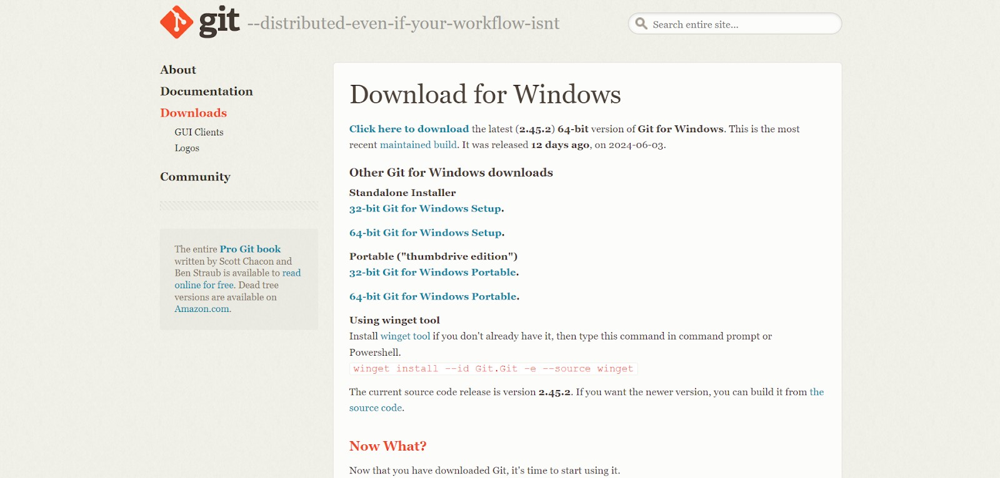 git --distributed-even-if-your-workflow-isnt
Search entire site...
About
Documentation
Downloads
GUI Clients
Logos
Community
The entire Pro Git book
written by Scott Chacon and
Ben Straub is available to read
online for free. Dead tree
versions are available on
Amazon.com.
Download for Windows
Click here to download the latest (2.45.2) 64-bit version of Git for Windows. This is the most
recent maintained build. It was released 12 days ago, on 2024-06-03.
Other Git for Windows downloads
Standalone Installer
32-bit Git for Windows Setup.
64-bit Git for Windows Setup.
Portable ("thumbdrive edition")
32-bit Git for Windows Portable.
64-bit Git for Windows Portable.
Using winget tool
Install winget tool if you don't already have it, then type this command in command prompt or
Powershell.
winget install --id Git.Git -e --source winget
The current source code release is version 2.45.2. If you want the newer version, you can build it from the
source code.
Now What?
Now that you have downloaded Git, it's time to start using it.